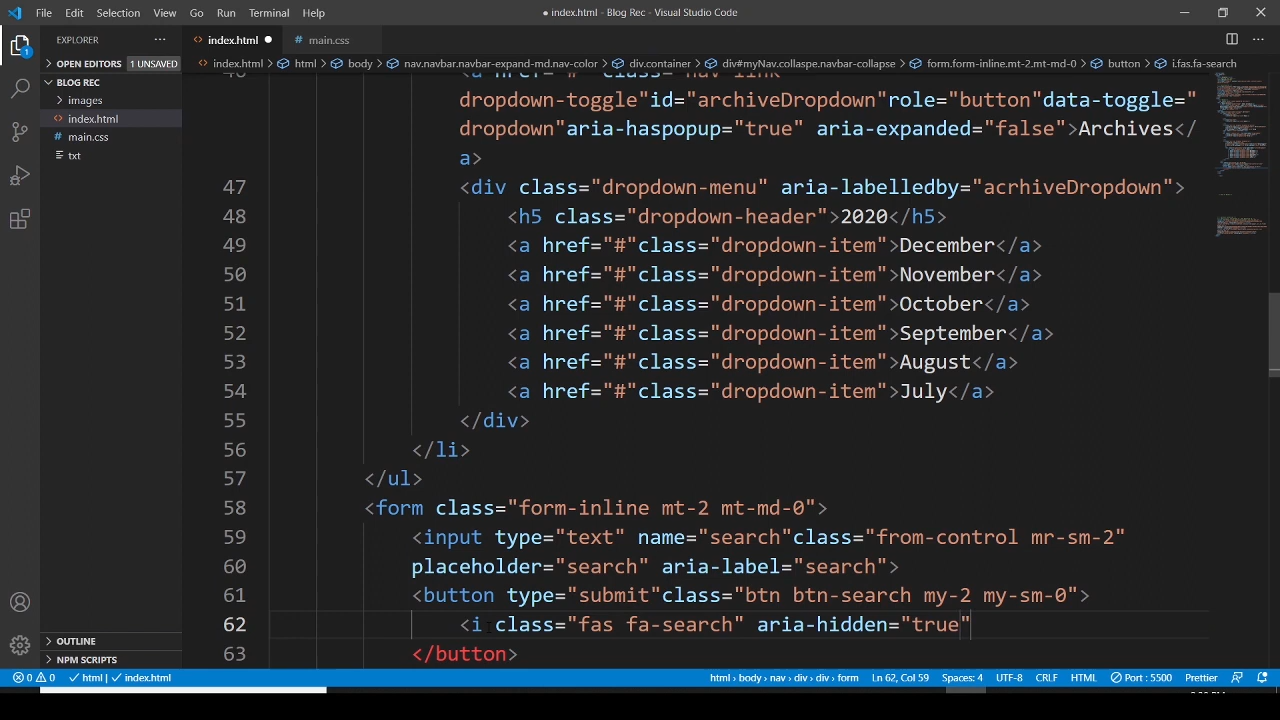 File Edit Selection View Go Run Terminal Help
● index.html - Blog Rec - Visual Studio Code
EXPLORER
index.html
main.css
OPEN EDITORS 1 UNSAVED
index.html > html > body > nav.navbar.navbar-expand-md.nav-color > div.container > div#myNav.collaspe.navbar-collapse > form.form-inline.mt-2.mt-md-0 > button > i.fas.fa-search
BLOG REC
images
index.html
main.css
txt
dropdown-toggle"id="archiveDropdown"role="button"data-toggle="
dropdown"aria-haspopup="true" aria-expanded="false">Archives</
a>
47 <div class="dropdown-menu" aria-labelledby="acrhiveDropdown">
48 <h5 class="dropdown-header">2020</h5>
49 <a href="#"class="dropdown-item">December</a>
50 <a href="#"class="dropdown-item">November</a>
51 <a href="#"class="dropdown-item">October</a>
52 <a href="#"class="dropdown-item">September</a>
53 <a href="#"class="dropdown-item">August</a>
54 <a href="#"class="dropdown-item">July</a>
55 </div>
56 </li>
57 </ul>
58 <form class="form-inline mt-2 mt-md-0">
59 <input type="text" name="search"class="from-control mr-sm-2"
60 placeholder="search" aria-label="search">
61 <button type="submit"class="btn btn-search my-2 my-sm-0">
62 <i class="fas fa-search" aria-hidden="true"
63 </button>
OUTLINE
NPM SCRIPTS
1
0 0 html | index.html
html > body > nav > div > div > form Ln 62, Col 59 Spaces: 4 UTF-8 CRLF HTML Port : 5500 Prettier